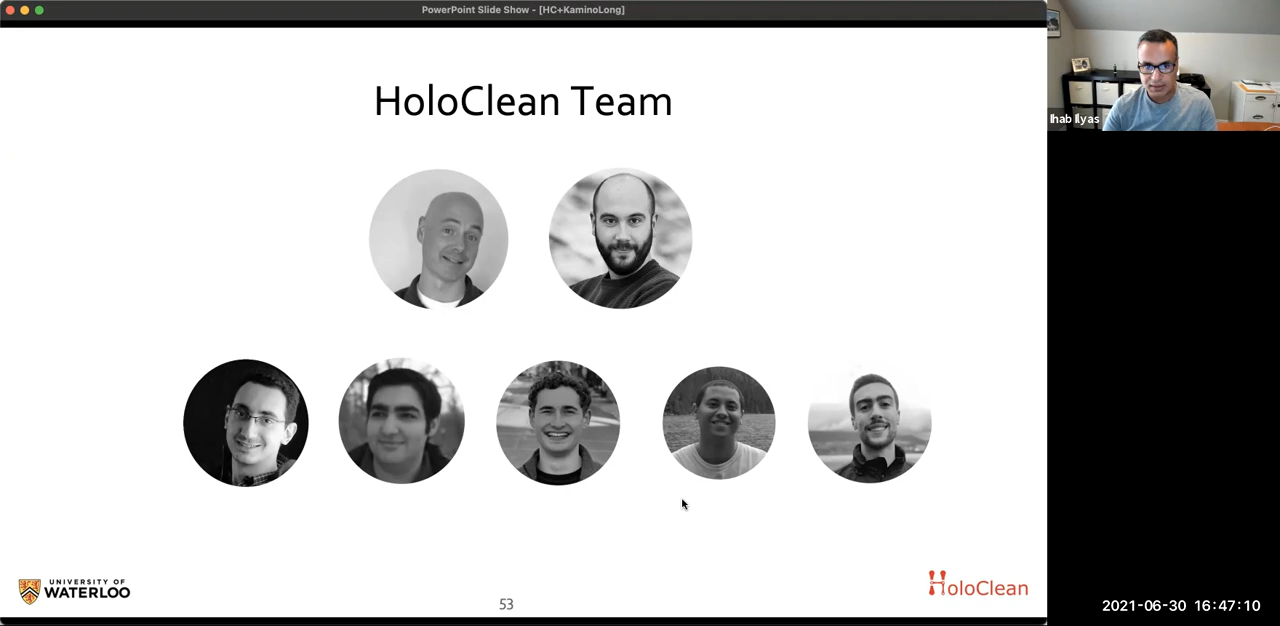 PowerPoint Slide Show - [HC+KaminoLong]
HoloClean Team
Ihab Ilyas
UNIVERSITY OF
WATERLOO
53
HoloClean
2021-06-30 16:47:10